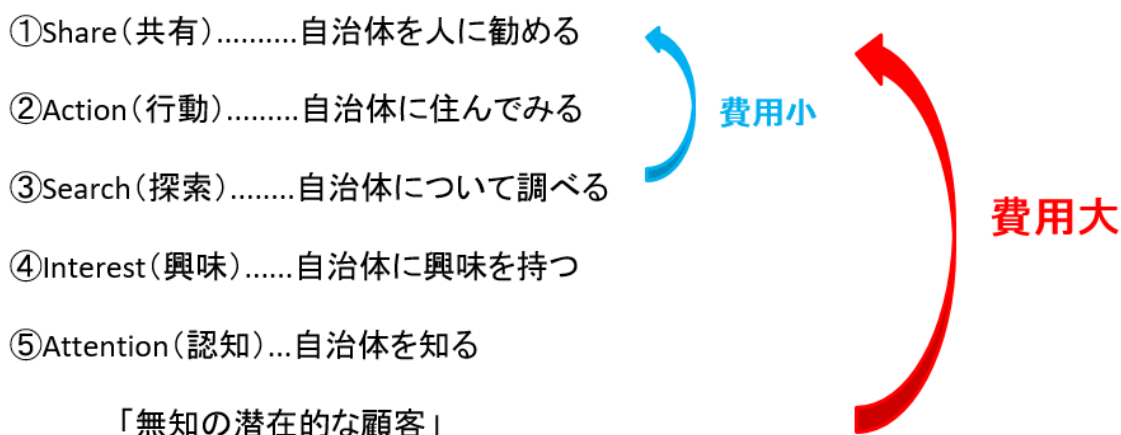 ①Share(共有)..........自治体を人に勧める
②Action(行動).........自治体に住んでみる
費用小
③Search(探索)........自治体について調べる
費用大
④Interest(興味)......自治体に興味を持つ
⑤Attention(認知)...自治体を知る
「無知の潜在的な顧客」